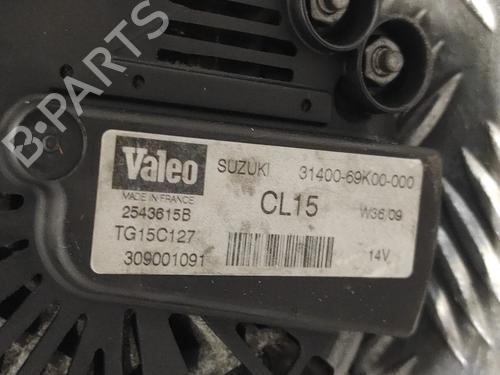 B-PARTS
Valeo
SUZUKI 31400-69K00-000
MADE IN FRANCE
CL15 W36/09
2543615B
TG15C127
309001091
14V